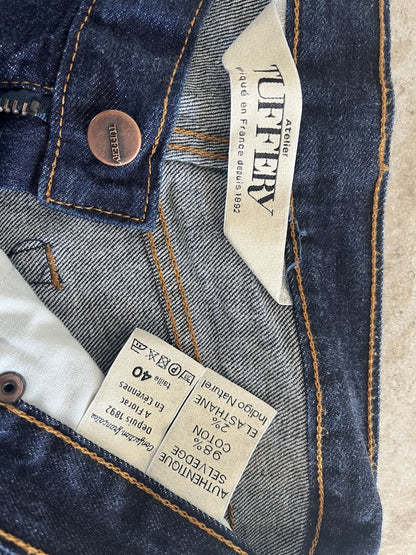 Atelier
TUFFERY
iqué en France depuis 1892
TUFFERY
taille 40
Confection française
Depuis 1892
A Florac
En Cévennes
AUTHENTIQUE
SELVEDGE
98%
COTON
2%
ELASTHANE
Indigo Naturel